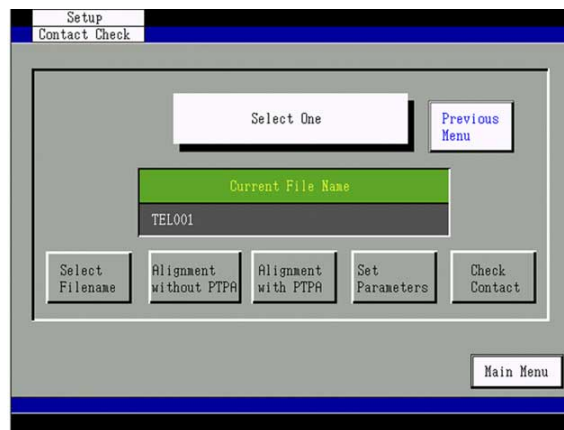 Setup
Contact Check
Select One
Previous
Menu
Current File Name
TEL001
Select
Filename
Alignment
without PTPA
Alignment
with PTPA
Set
Parameters
Check
Contact
Main Menu